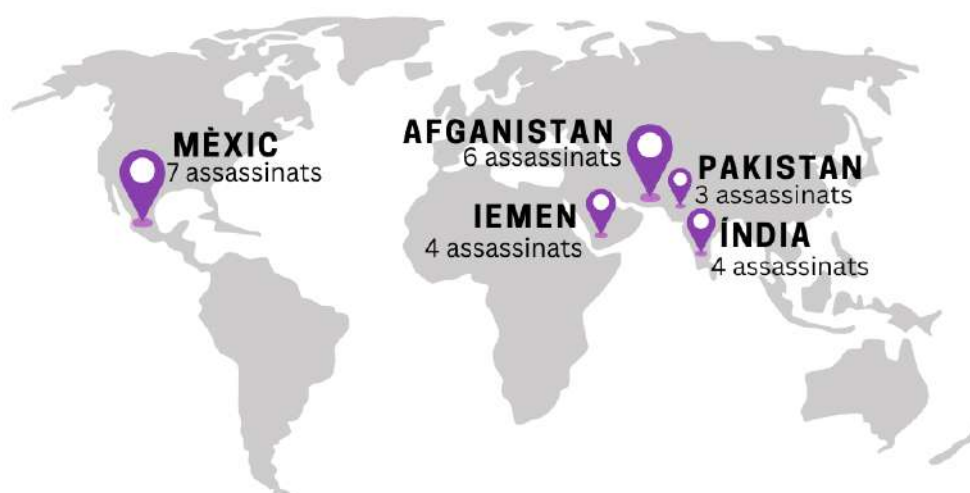 MÈXIC
7 assassinats
AFGANISTAN
6 assassinats
PAKISTAN
3 assassinats
IEMEN
4 assassinats
ÍNDIA
4 assassinats